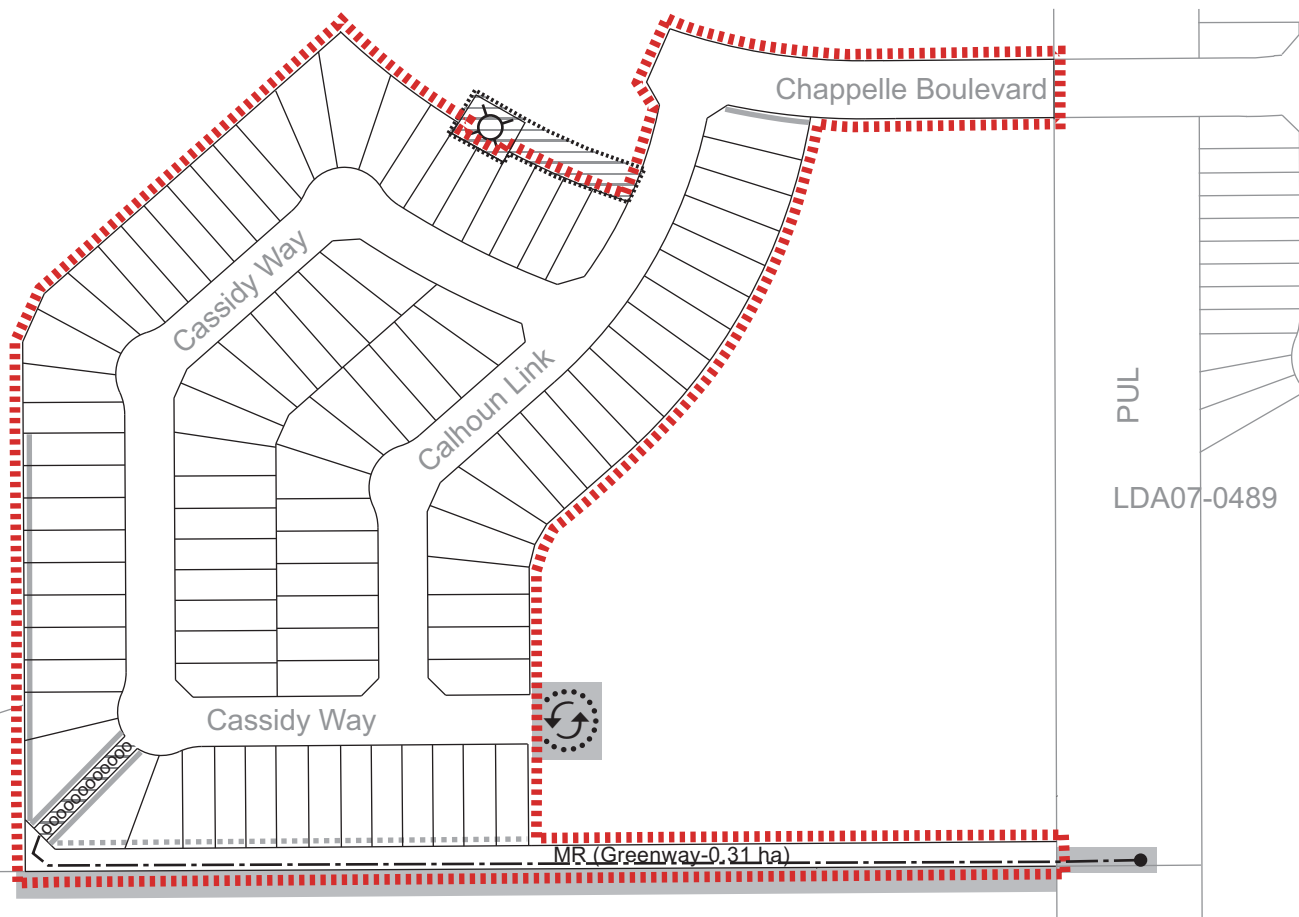 Chappelle Boulevard
Cassidy Way
Calhoun Link
PUL
LDA07-0489
Cassidy Way
MR (Greenway-0.31 ha)